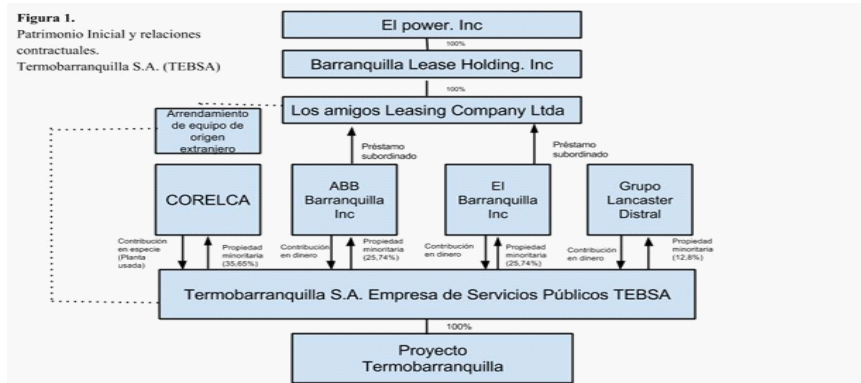 Figura 1.
Patrimonio Inicial y relaciones
contractuales.
Termobarranquilla S.A. (TEBSA)
El power. Inc
100%
Barranquilla Lease Holding. Inc
100%
Los amigos Leasing Company Ltda
Arrendamiento
de equipo de
origen
extranjero
Préstamo
subordinado
Préstamo
subordinado
CORELCA
ABB
Barranquilla
Inc
El
Barranquilla
Inc
Grupo
Lancaster
Distral
Contribución
en especie
(Planta
usada)
Propiedad
minoritaria
(35,65%)
Contribución
en dinero
Propiedad
minoritaria
(25,74%)
Contribución
en dinero
Propiedad
minoritaria
(25,74%)
Contribución
en dinero
Propiedad
minoritaria
(12,8%)
Termobarranquilla S.A. Empresa de Servicios Públicos TEBSA
100%
Proyecto
Termobarranquilla